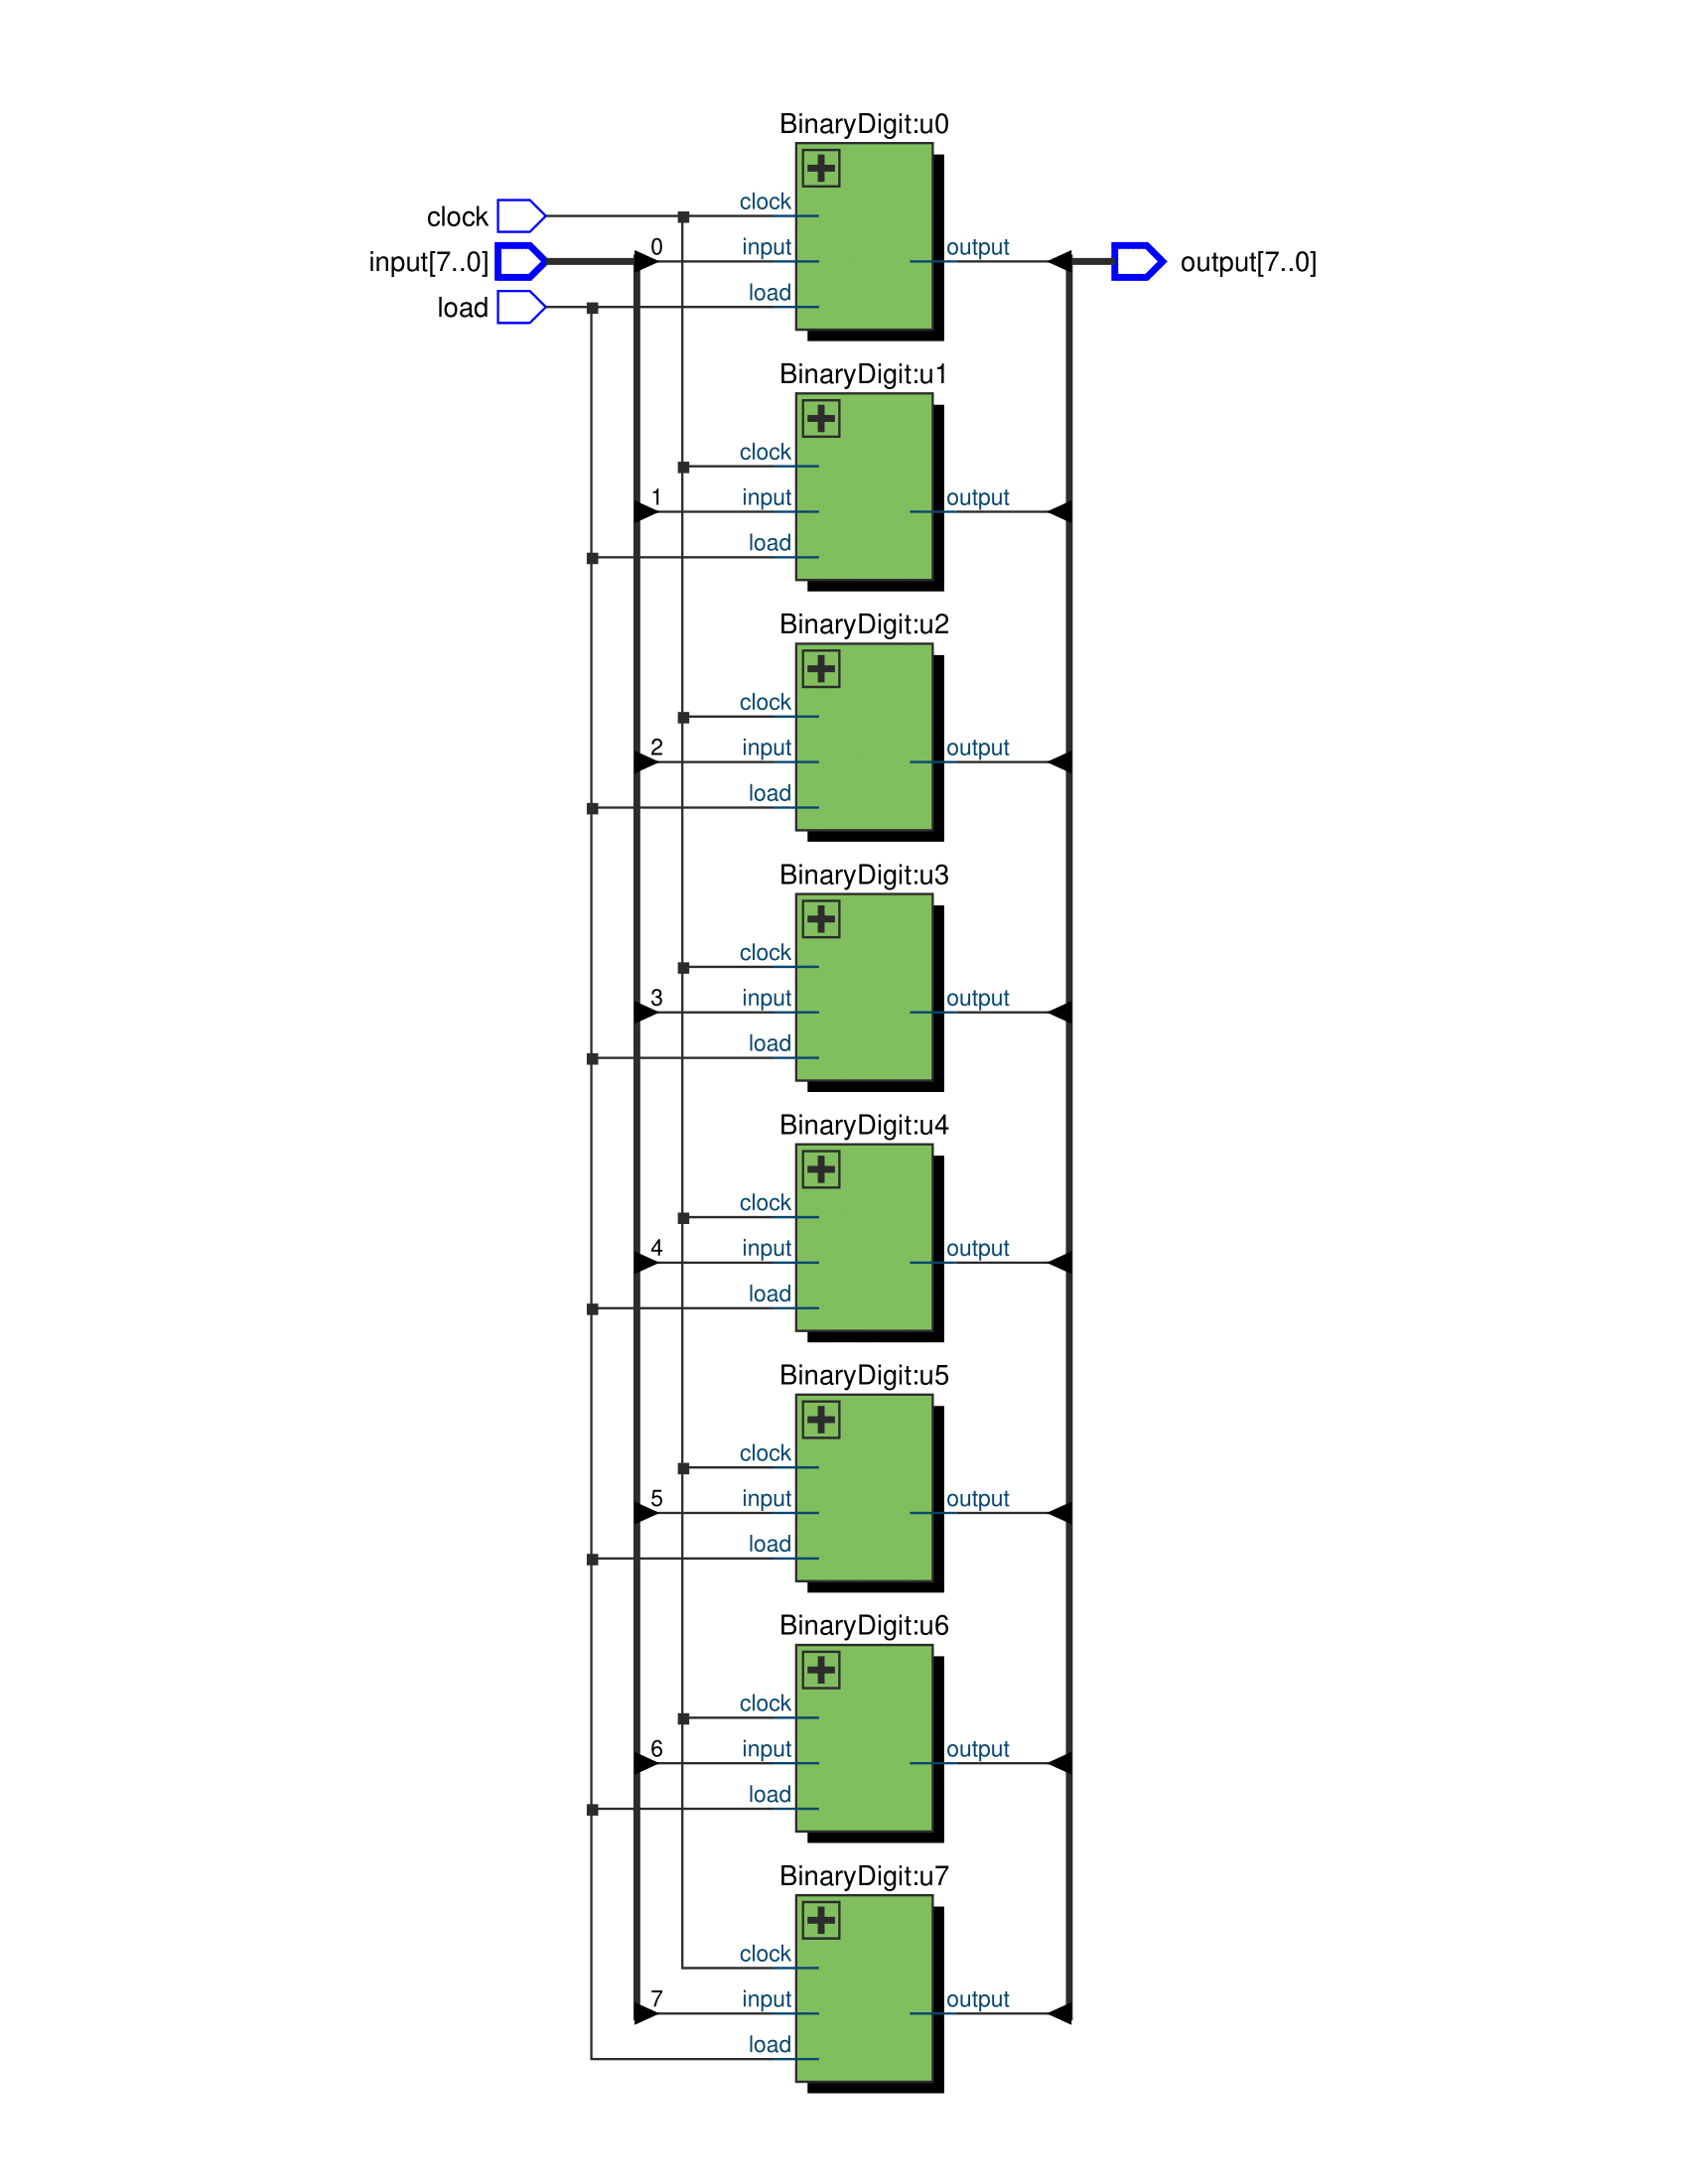 BinaryDigit:u0
clock clock
input[7..0] 0 input output output[7..0]
load load
BinaryDigit:u1
clock
1 input output
load
BinaryDigit:u2
clock
2 input output
load
BinaryDigit:u3
clock
3 input output
load
BinaryDigit:u4
clock
4 input output
load
BinaryDigit:u5
clock
5 input output
load
BinaryDigit:u6
clock
6 input output
load
BinaryDigit:u7
clock
7 input output
load